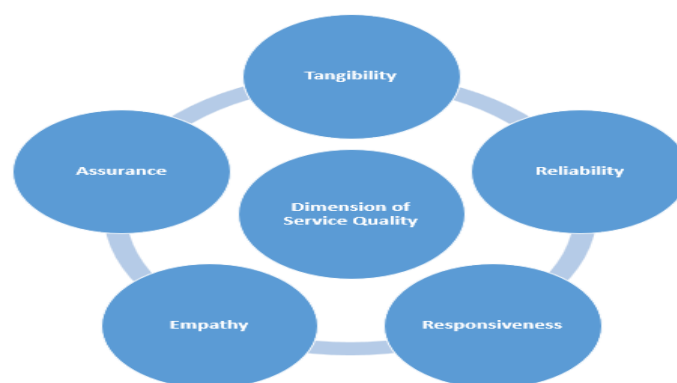 Tangibility
Assurance
Reliability
Dimension of
Service Quality
Empathy
Responsiveness